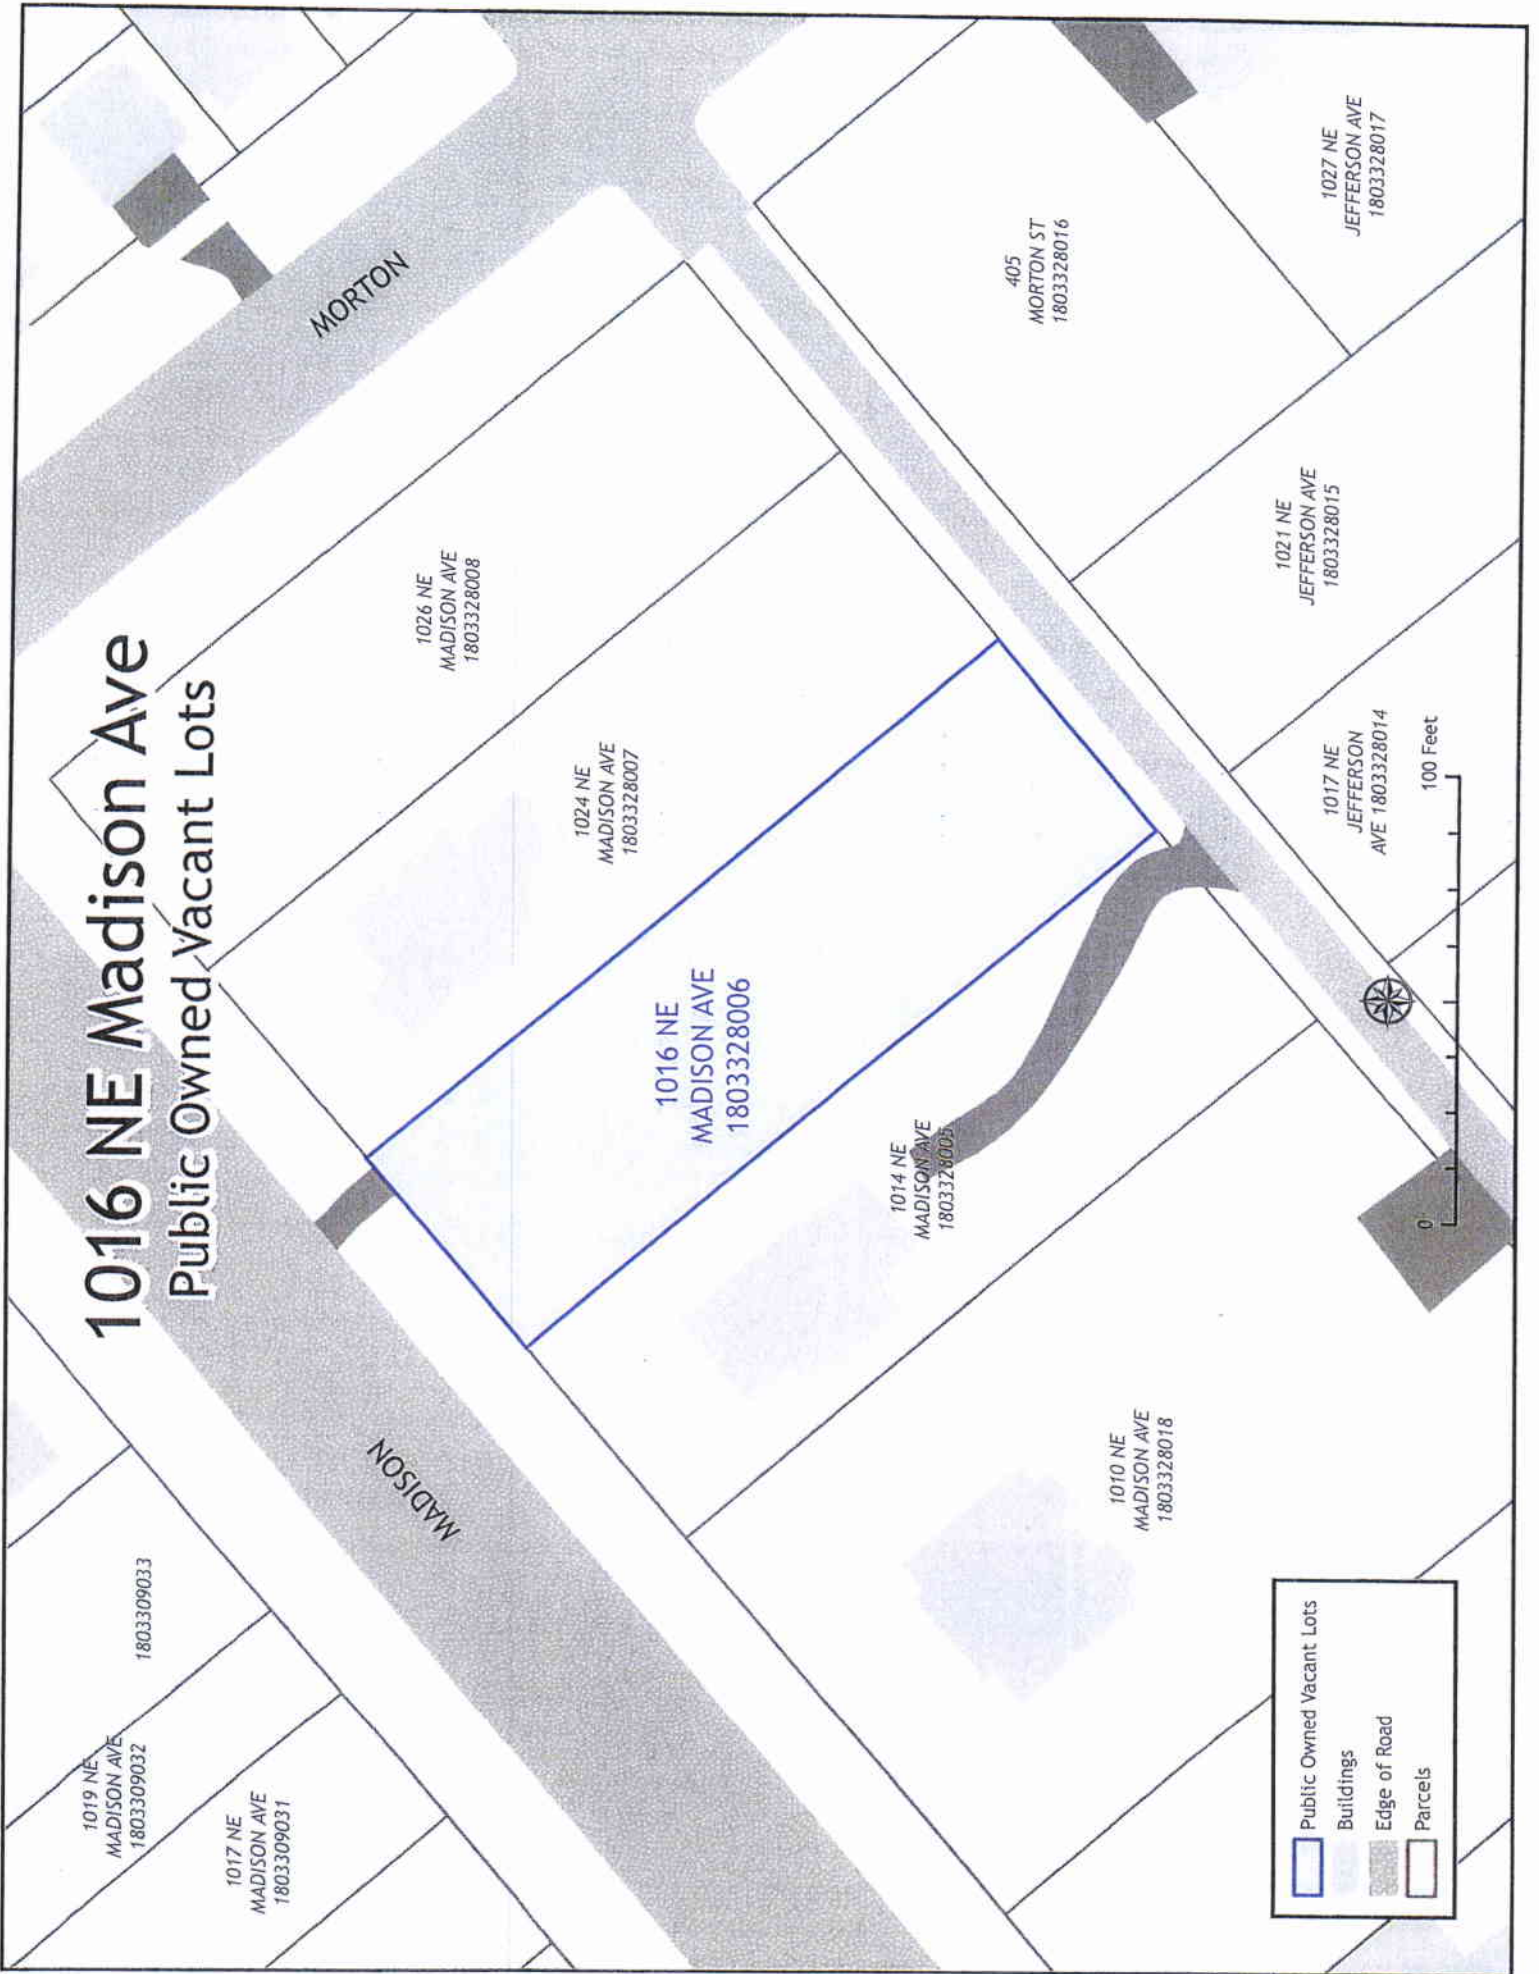 1016 NE Madison Ave
Public Owned Vacant Lots
1019 NE
MADISON AVE
1803309032
1803309033
1017 NE
MADISON AVE
1803309031
MADISON
MORTON
1026 NE
MADISON AVE
1803328008
1024 NE
MADISON AVE
1803328007
1016 NE
MADISON AVE
1803328006
1014 NE
MADISON AVE
1803328005
1010 NE
MADISON AVE
1803328018
405
MORTON ST
1803328016
1027 NE
JEFFERSON AVE
1803328017
1021 NE
JEFFERSON AVE
1803328015
1017 NE
JEFFERSON
AVE 1803328014
0
100 Feet
Public Owned Vacant Lots
Buildings
Edge of Road
Parcels